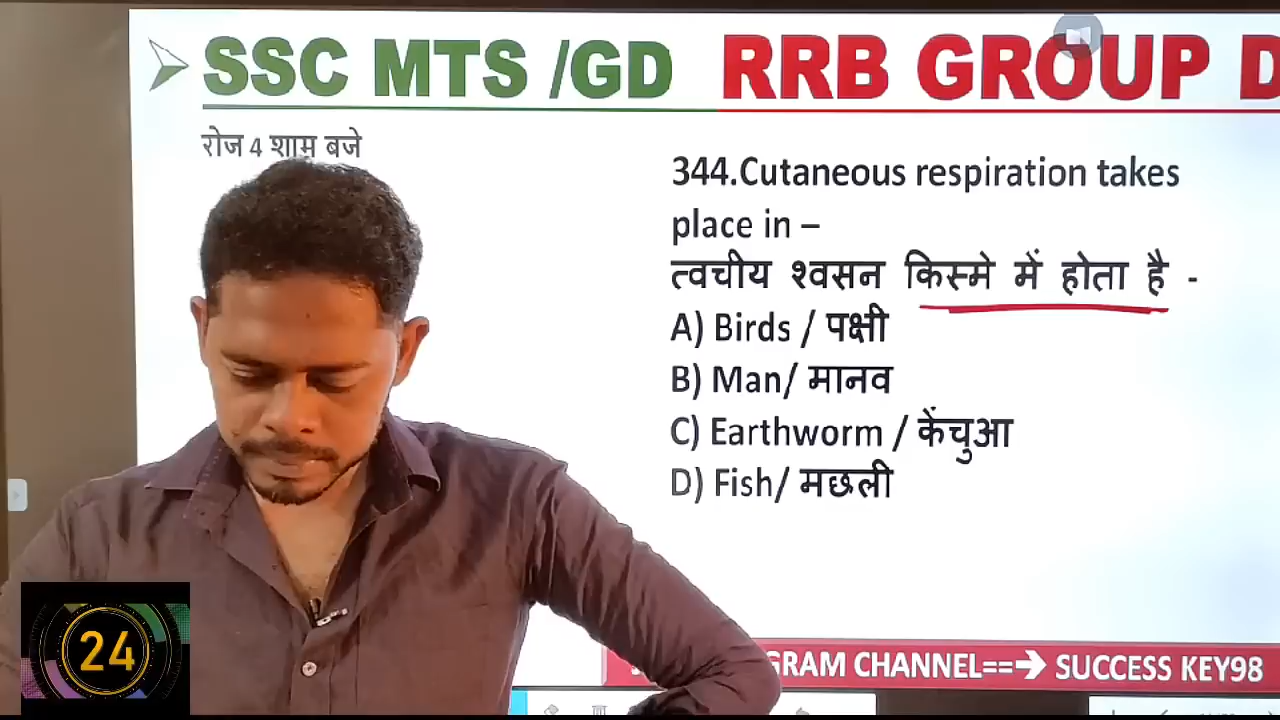 SSC MTS /GD RRB GROUP D
रोज 4 शाम बजे
344.Cutaneous respiration takes
place in –
त्वचीय श्वसन किस्मे में होता है -
A) Birds / पक्षी
B) Man/ मानव
C) Earthworm / केंचुआ
D) Fish/ मछली
24
GRAM CHANNEL==→ SUCCESS KEY98